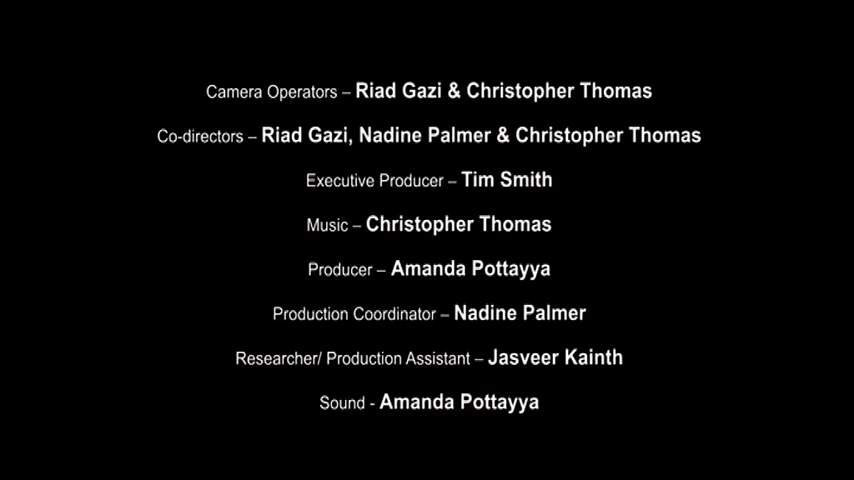 Camera Operators – Riad Gazi & Christopher Thomas
Co-directors – Riad Gazi, Nadine Palmer & Christopher Thomas
Executive Producer – Tim Smith
Music – Christopher Thomas
Producer – Amanda Pottayya
Production Coordinator – Nadine Palmer
Researcher/ Production Assistant – Jasveer Kainth
Sound - Amanda Pottayya